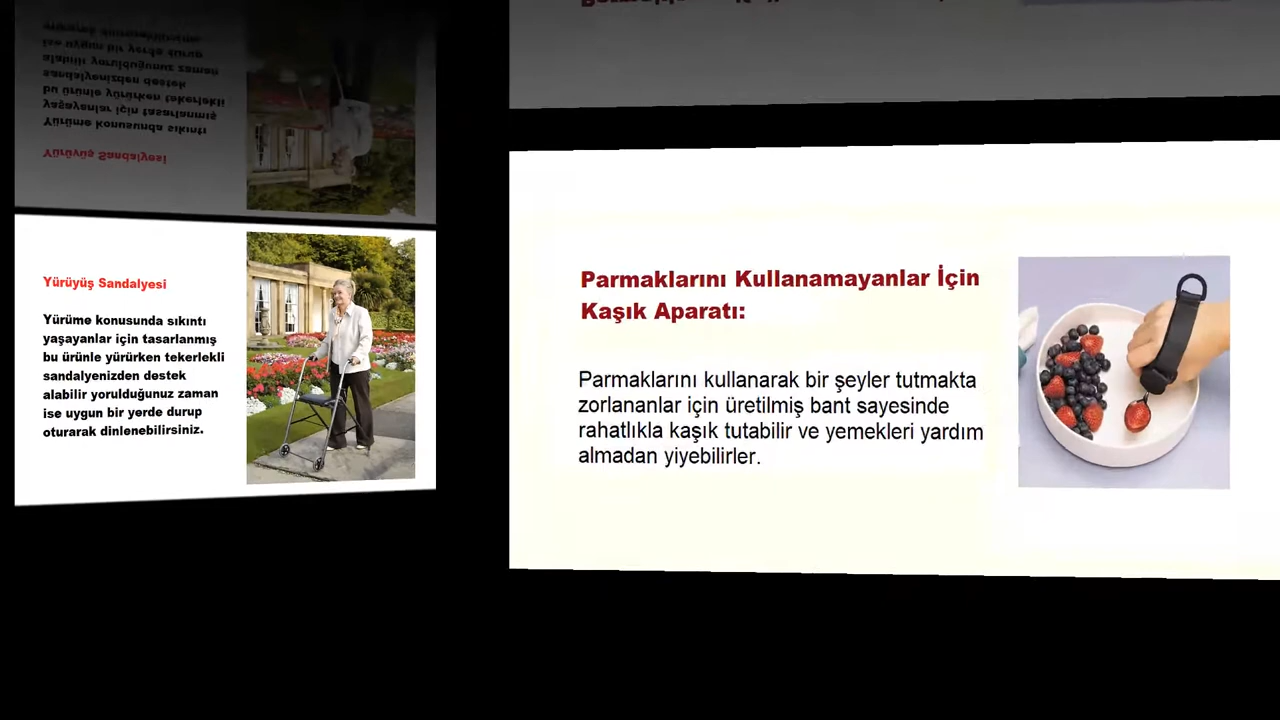 Yürüyüş Sandalyesi
Yürüme konusunda sıkıntı
yaşayanlar için tasarlanmış
bu ürünle yürürken tekerlekli
sandalyenizden destek
alabilir yorulduğunuz zaman
ise uygun bir yerde durup
oturarak dinlenebilirsiniz.
Parmaklarını Kullanamayanlar İçin
Kaşık Aparatı:
Parmaklarını kullanarak bir şeyler tutmakta
zorlananlar için üretilmiş bant sayesinde
rahatlıkla kaşık tutabilir ve yemekleri yardım
almadan yiyebilirler.